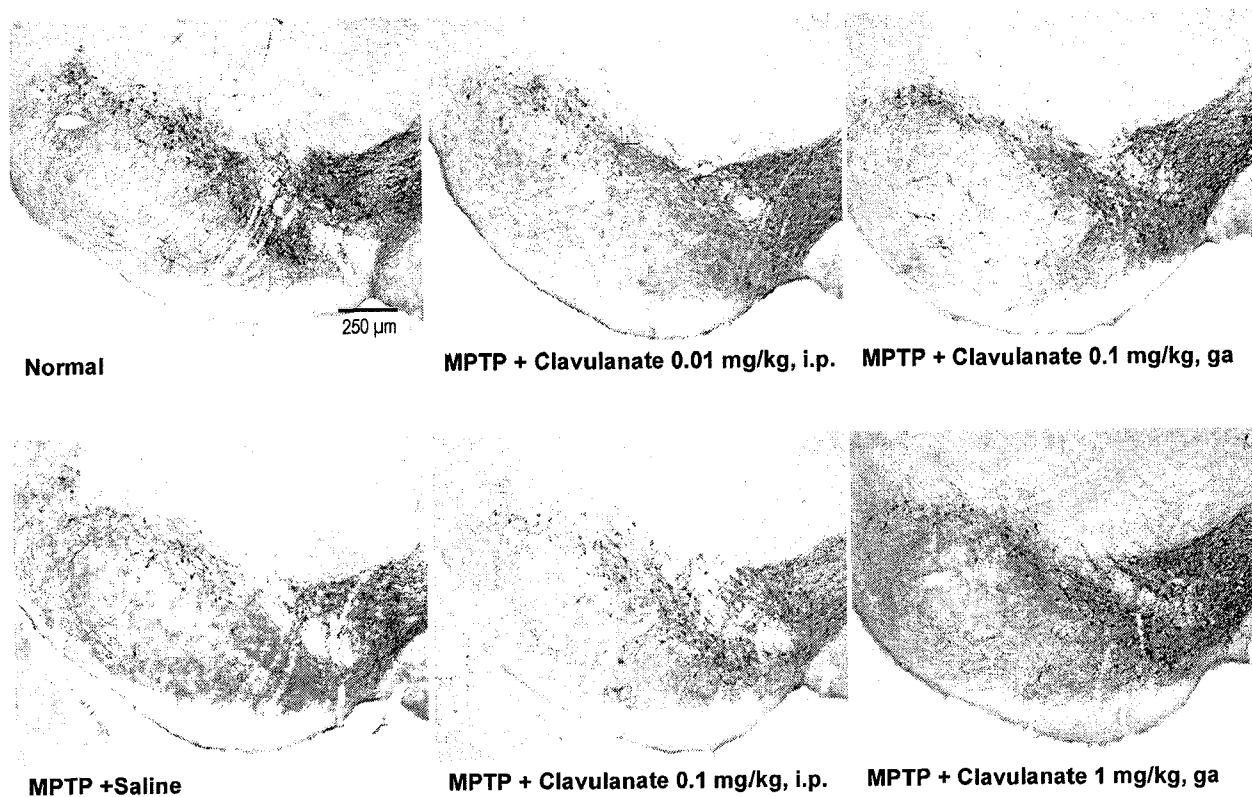 250 µm
Normal
MPTP + Clavulanate 0.01 mg/kg, i.p.
MPTP + Clavulanate 0.1 mg/kg, ga
MPTP +Saline
MPTP + Clavulanate 0.1 mg/kg, i.p.
MPTP + Clavulanate 1 mg/kg, ga